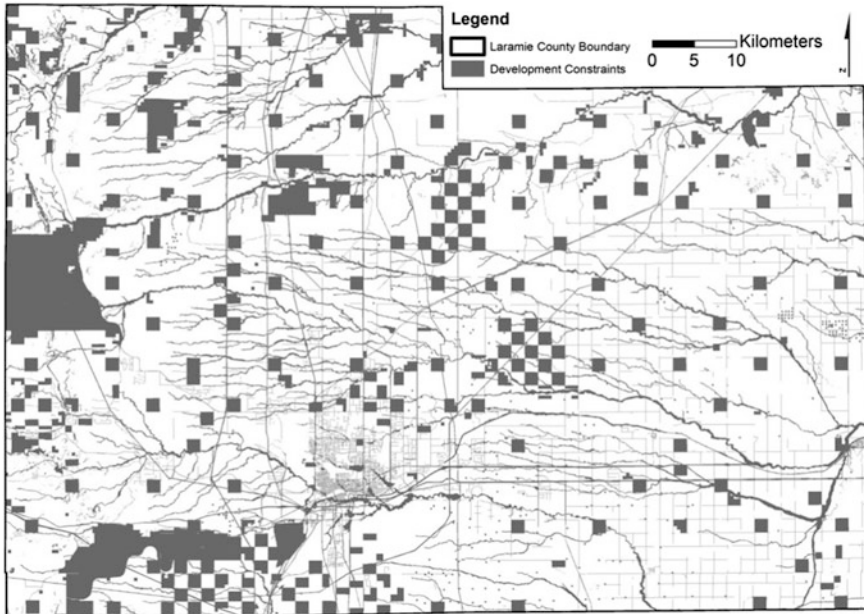 Legend
Laramie County Boundary
Development Constraints
Kilometers
0 5 10
N